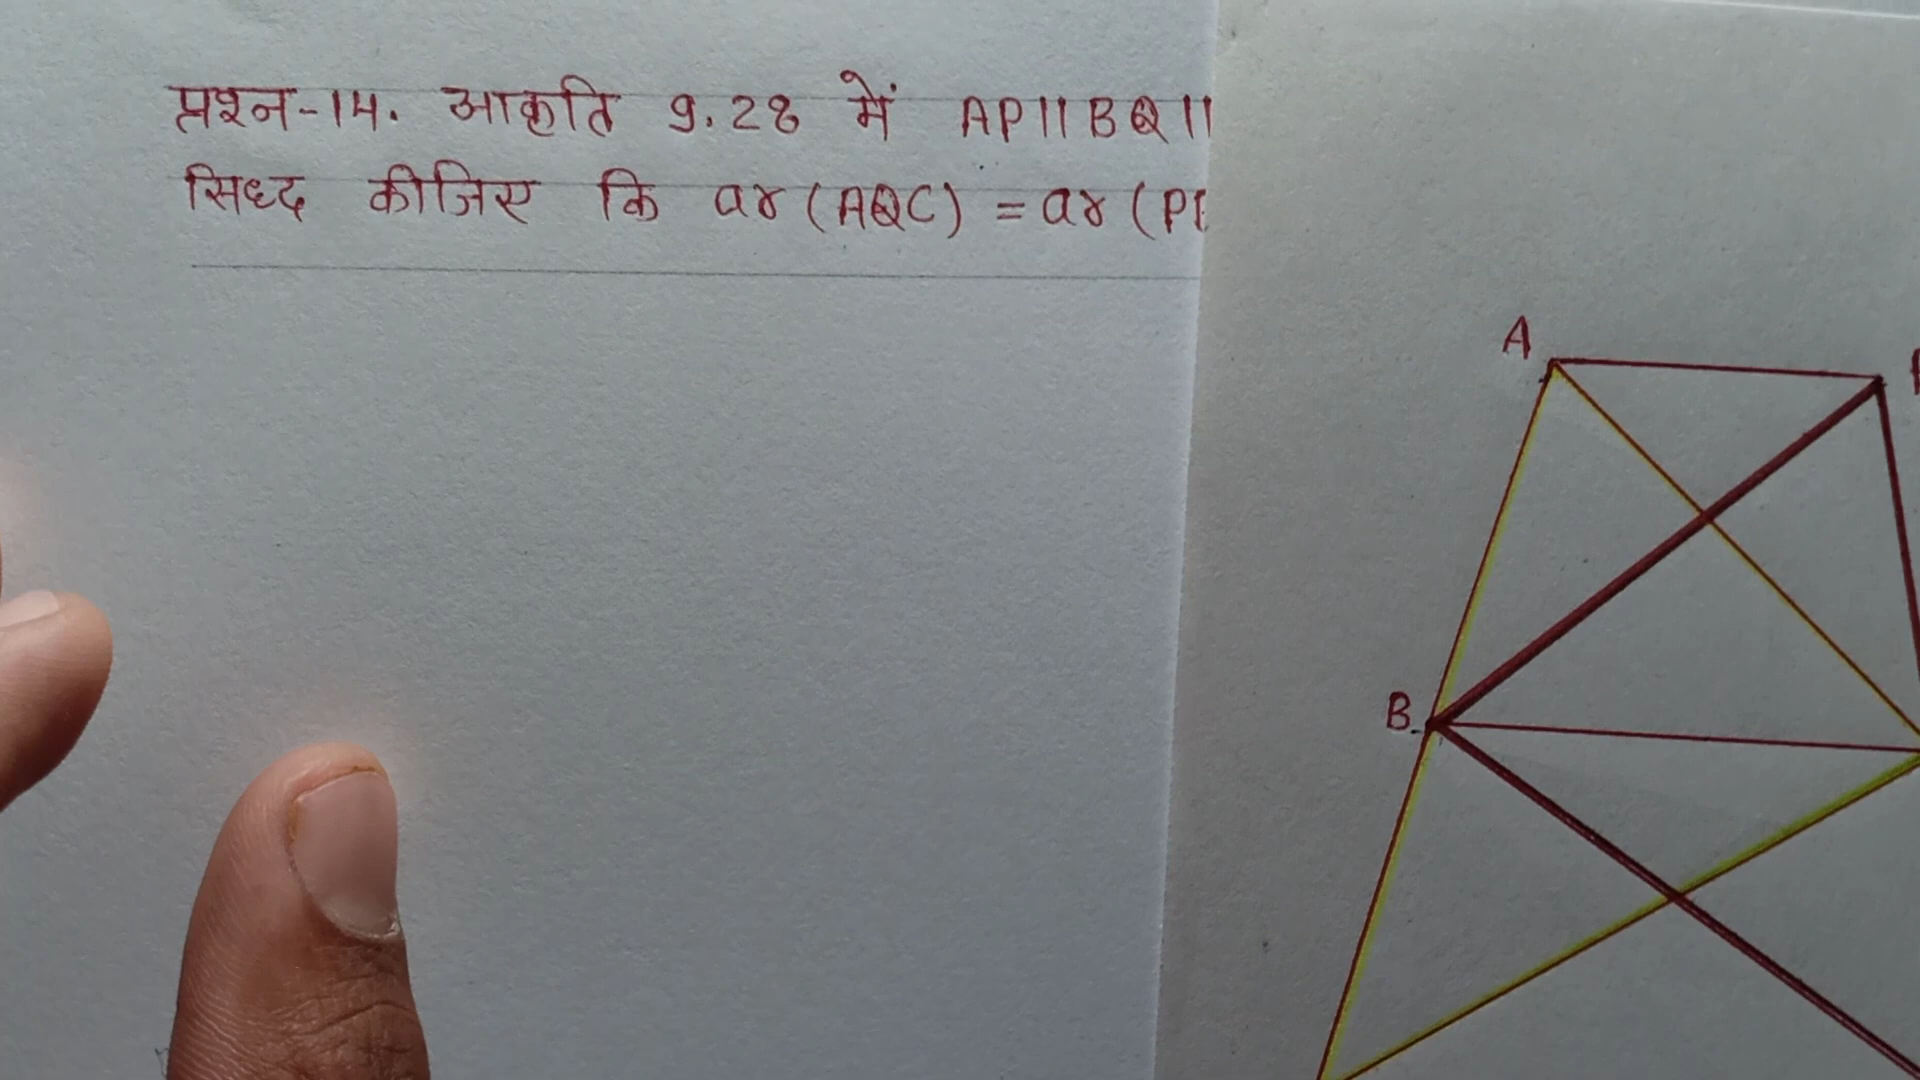 प्रश्न-14. आकृति 9.28 में AP||BQ||
सिध्द कीजिए कि ar(AQC) = ar(P
A
B